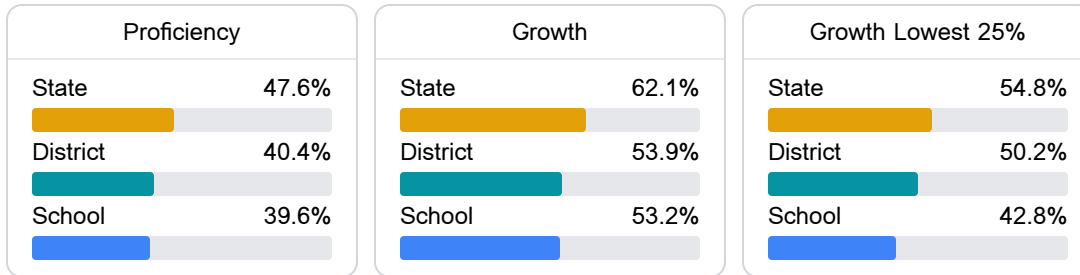 Proficiency
State 47.6%
District 40.4%
School 39.6%
Growth
State 62.1%
District 53.9%
School 53.2%
Growth Lowest 25%
State 54.8%
District 50.2%
School 42.8%